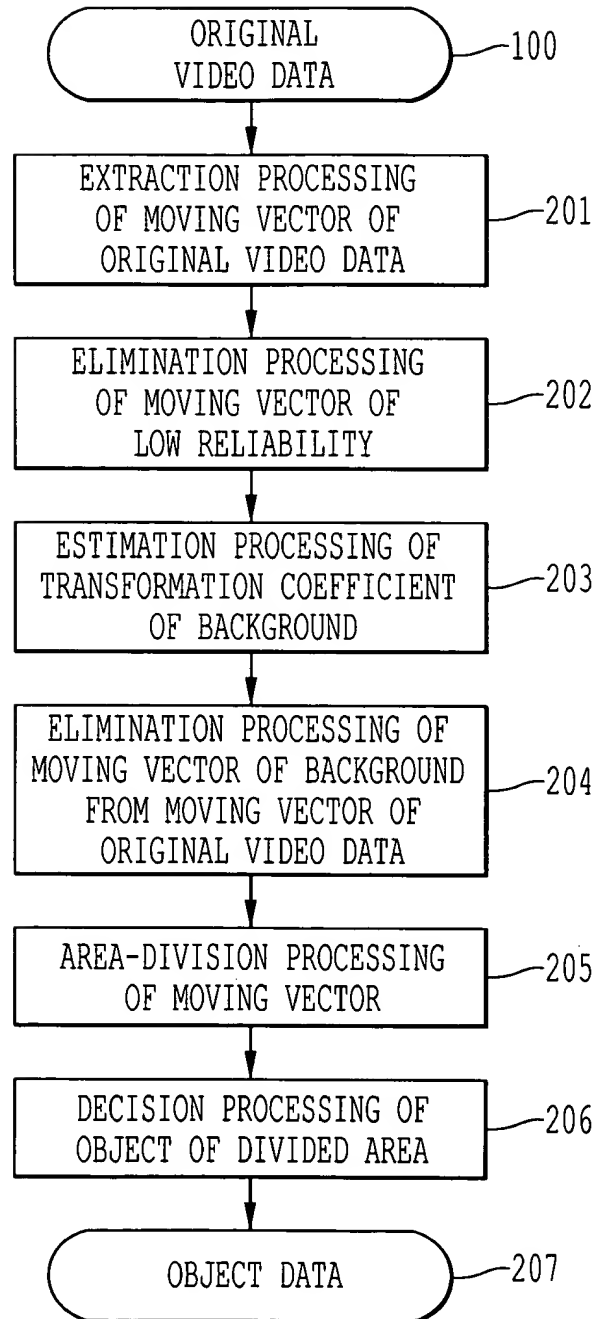 ORIGINAL
VIDEO DATA
100
EXTRACTION PROCESSING
OF MOVING VECTOR OF
ORIGINAL VIDEO DATA
201
ELIMINATION PROCESSING
OF MOVING VECTOR OF
LOW RELIABILITY
202
ESTIMATION PROCESSING OF
TRANSFORMATION COEFFICIENT
OF BACKGROUND
203
ELIMINATION PROCESSING OF
MOVING VECTOR OF BACKGROUND
FROM MOVING VECTOR OF
ORIGINAL VIDEO DATA
204
AREA-DIVISION PROCESSING
OF MOVING VECTOR
205
DECISION PROCESSING OF
OBJECT OF DIVIDED AREA
206
OBJECT DATA
207